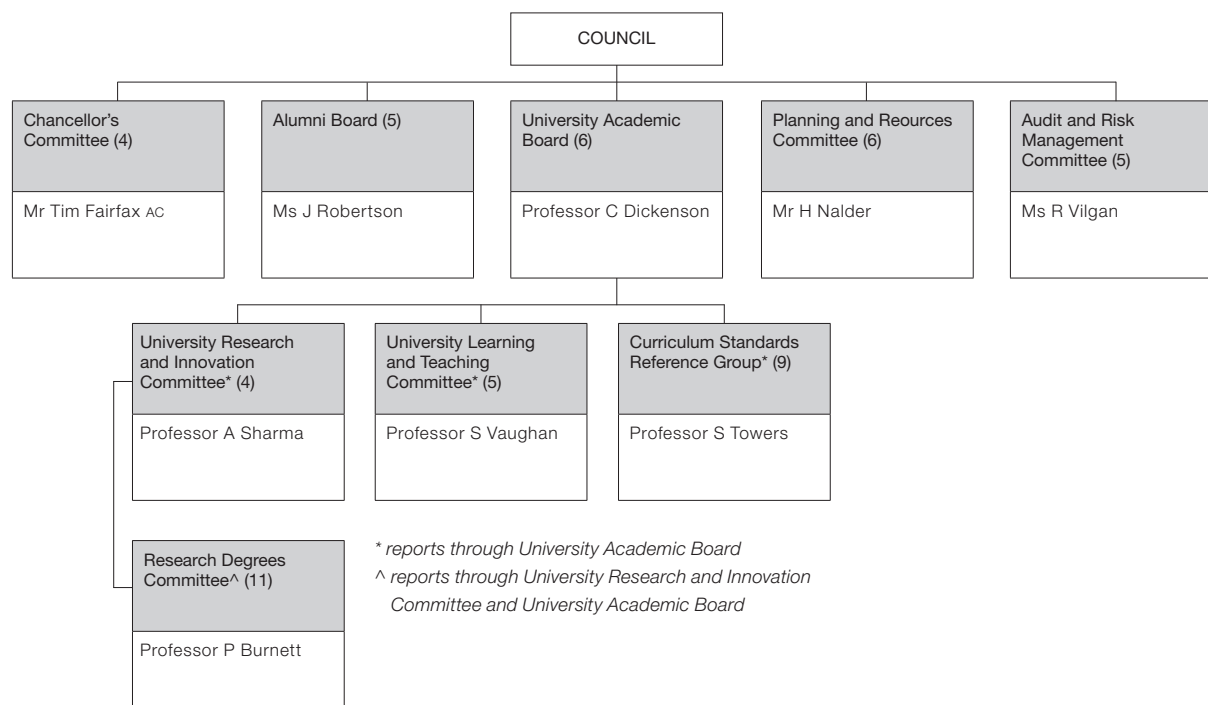 COUNCIL
Chancellor's
Committee (4)
Mr Tim Fairfax AC
Alumni Board (5)
Ms J Robertson
University Academic
Board (6)
Professor C Dickenson
Planning and Reources
Committee (6)
Mr H Nalder
Audit and Risk
Management
Committee (5)
Ms R Vilgan
University Research
and Innovation
Committee* (4)
Professor A Sharma
University Learning
and Teaching
Committee* (5)
Professor S Vaughan
Curriculum Standards
Reference Group* (9)
Professor S Towers
Research Degrees
Committee^ (11)
Professor P Burnett
* reports through University Academic Board
^ reports through University Research and Innovation
Committee and University Academic Board